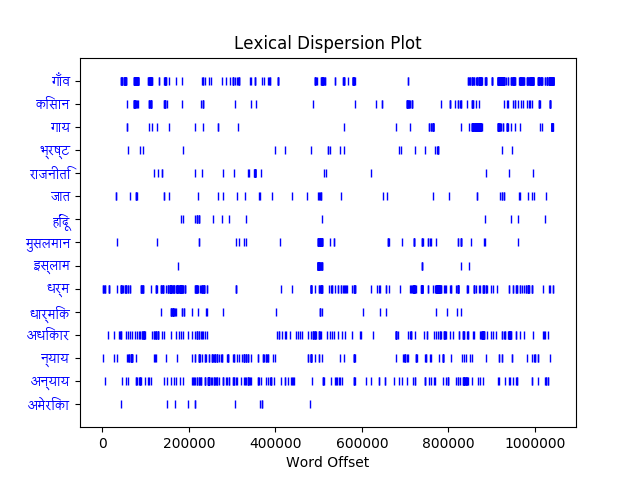 Lexical Dispersion Plot
गाँव
किसान
गाय
भ्रष्ट
राजनीति
जात
हिंदू
मुसलमान
इस्लाम
धर्म
धार्मिक
अधिकार
न्याय
अन्याय
अमेरिका
0 200000 400000 600000 800000 1000000
Word Offset